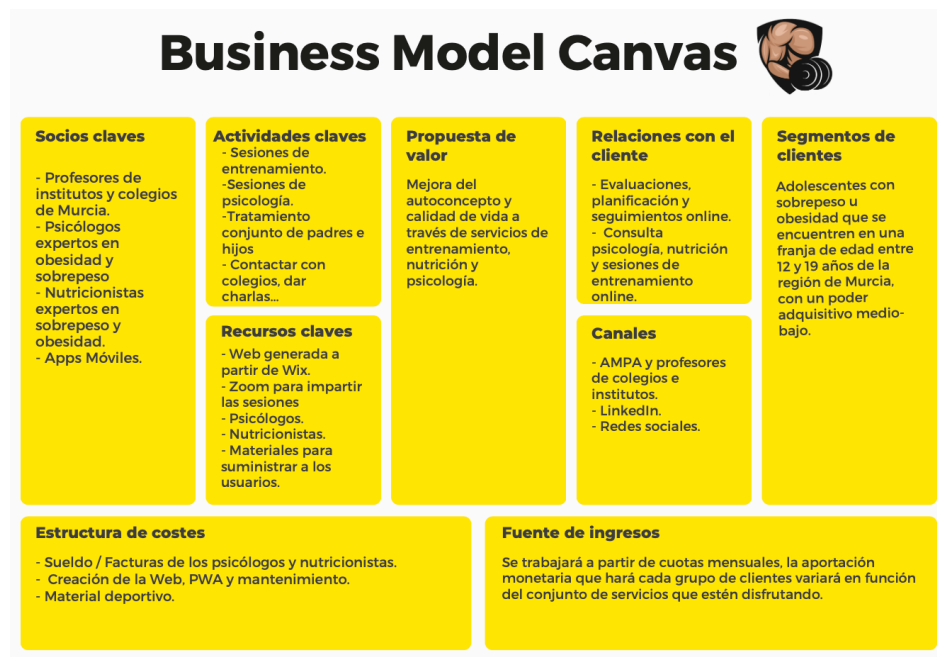 Business Model Canvas
Socios claves
- Profesores de
institutos y colegios
de Murcia.
- Psicólogos
expertos en
obesidad y
sobrepeso
- Nutricionistas
expertos en
sobrepeso y
obesidad.
- Apps Móviles.
Actividades claves
- Sesiones de
entrenamiento.
-Sesiones de
psicología.
-Tratamiento
conjunto de padres e
hijos
- Contactar con
colegios, dar
charlas...
Recursos claves
- Web generada a
partir de Wix.
- Zoom para impartir
las sesiones
- Psicólogos.
- Nutricionistas.
- Materiales para
suministrar a los
usuarios.
Propuesta de
valor
Mejora del
autoconcepto y
calidad de vida a
través de servicios de
entrenamiento,
nutrición y
psicología.
Relaciones con el
cliente
- Evaluaciones,
planificación y
seguimientos online.
- Consulta
psicología, nutrición
y sesiones de
entrenamiento
online.
Canales
- AMPA y profesores
de colegios e
institutos.
- LinkedIn.
- Redes sociales.
Segmentos de
clientes
Adolescentes con
sobrepeso u
obesidad que se
encuentren en una
franja de edad entre
12 y 19 años de la
región de Murcia,
con un poder
adquisitivo medio-
bajo.
Estructura de costes
- Sueldo / Facturas de los psicólogos y nutricionistas.
- Creación de la Web, PWA y mantenimiento.
- Material deportivo.
Fuente de ingresos
Se trabajará a partir de cuotas mensuales, la aportación
monetaria que hará cada grupo de clientes variará en función
del conjunto de servicios que estén disfrutando.